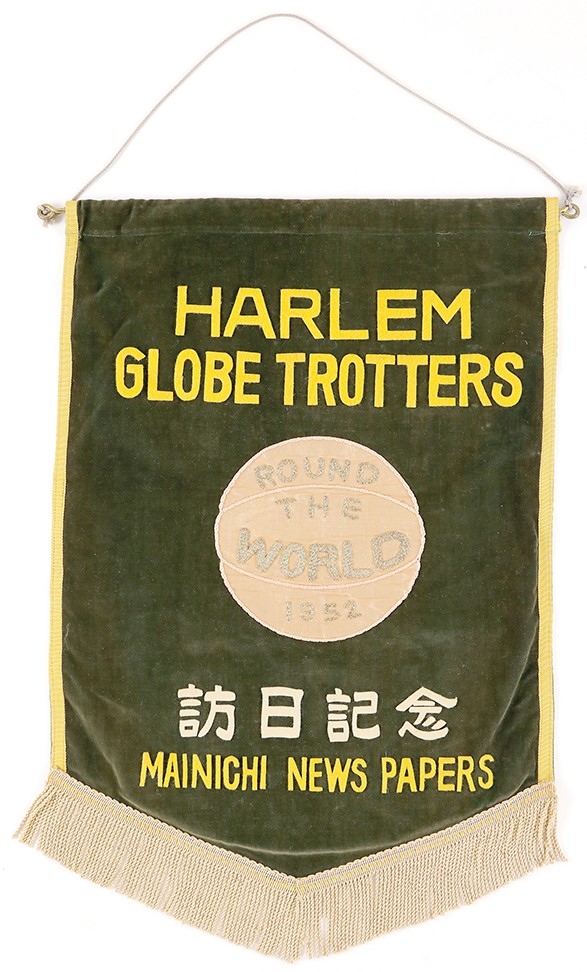 HARLEM
GLOBE TROTTERS
ROUND
THE
WORLD
1952
訪日記念
MAINICHI NEWS PAPERS